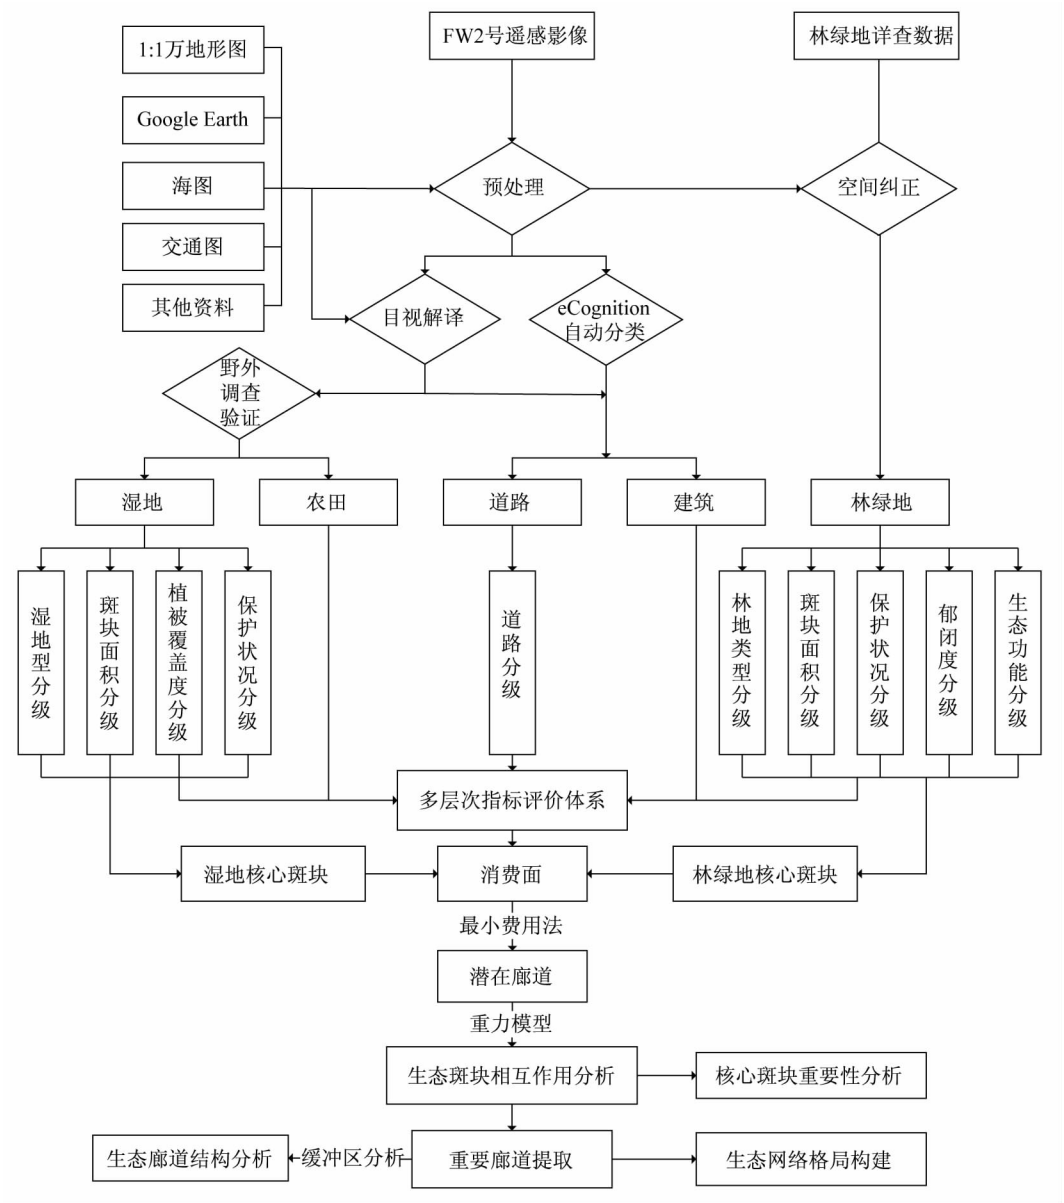 FW2号遥感影像
林绿地详查数据
1:1万地形图
Google Earth
海图
交通图
其他资料
预处理
空间纠正
目视解译
eCognition
自动分类
野外
调查
验证
湿地
农田
道路
建筑
林绿地
湿地型分级
斑块面积分级
植被覆盖度分级
保护状况分级
道路分级
林地类型分级
斑块面积分级
保护状况分级
郁闭度分级
生态功能分级
多层次指标评价体系
湿地核心斑块
消费面
林绿地核心斑块
最小费用法
潜在廊道
重力模型
生态斑块相互作用分析
核心斑块重要性分析
生态廊道结构分析
缓冲区分析
重要廊道提取
生态网络格局构建